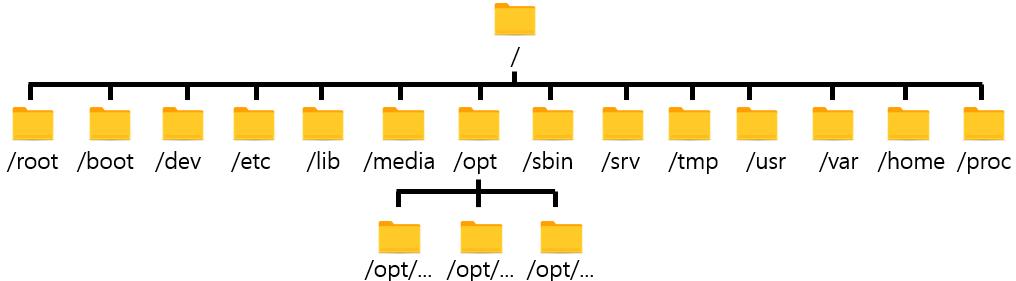 /
/root /boot /dev /etc /lib /media /opt /sbin /srv /tmp /usr /var /home /proc
/opt/... /opt/... /opt/...